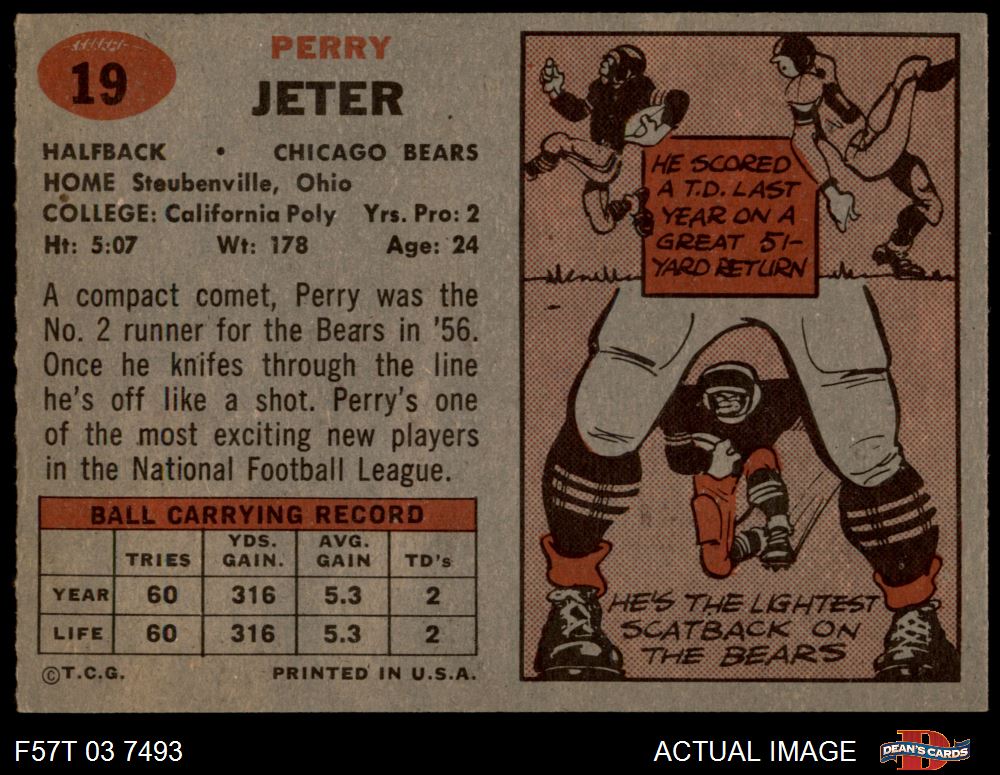 19
PERRY
JETER
HALFBACK • CHICAGO BEARS
HOME Steubenville, Ohio
COLLEGE: California Poly Yrs. Pro: 2
Ht: 5:07 Wt: 178 Age: 24
A compact comet, Perry was the
No. 2 runner for the Bears in '56.
Once he knifes through the line
he's off like a shot. Perry's one
of the most exciting new players
in the National Football League.
BALL CARRYING RECORD
TRIES YDS. GAIN. AVG. GAIN TD's
YEAR 60 316 5.3 2
LIFE 60 316 5.3 2
©T.C.G. PRINTED IN U.S.A.
HE SCORED
A T.D. LAST
YEAR ON A
GREAT 51-
YARD RETURN
HE'S THE LIGHTEST
SCATBACK ON
THE BEARS
F57T 03 7493 ACTUAL IMAGE DEAN'S CARDS